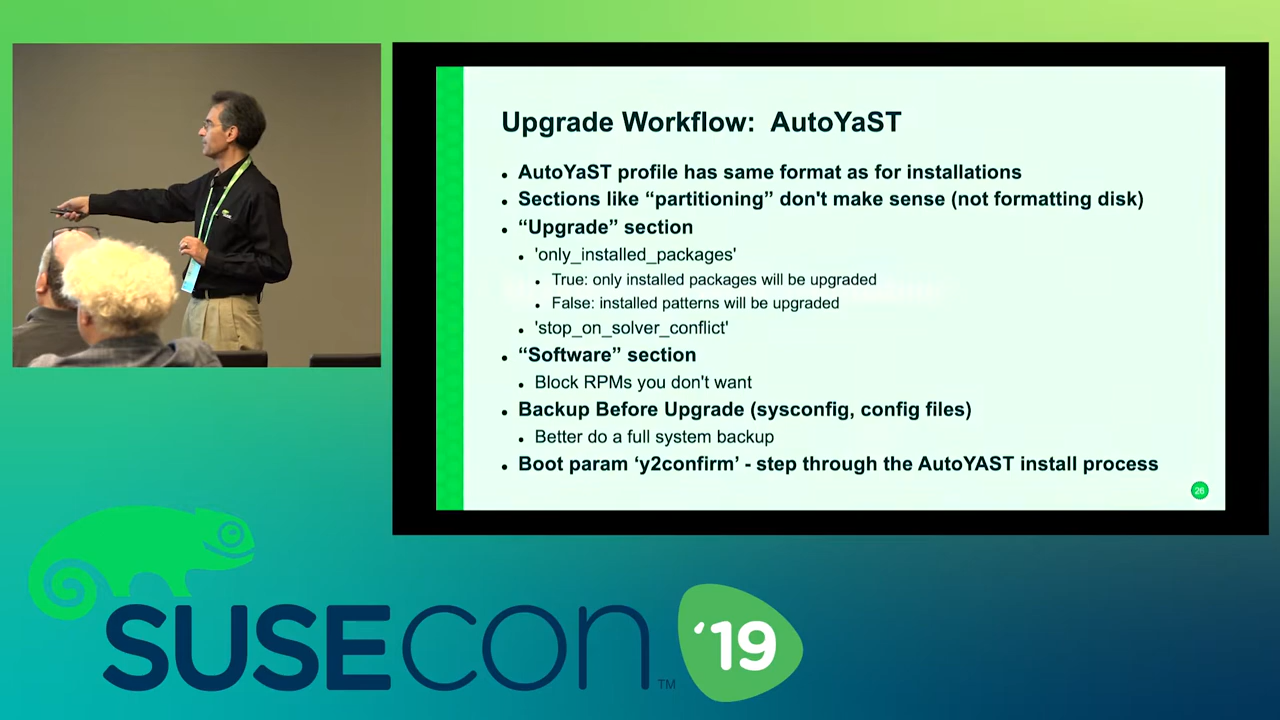 Upgrade Workflow: AutoYaST
• AutoYaST profile has same format as for installations
• Sections like “partitioning” don't make sense (not formatting disk)
• “Upgrade” section
• 'only_installed_packages'
• True: only installed packages will be upgraded
• False: installed patterns will be upgraded
• 'stop_on_solver_conflict'
• “Software” section
• Block RPMs you don't want
• Backup Before Upgrade (sysconfig, config files)
• Better do a full system backup
• Boot param ‘y2confirm’ - step through the AutoYAST install process
26
SUSECON ™ ‘19